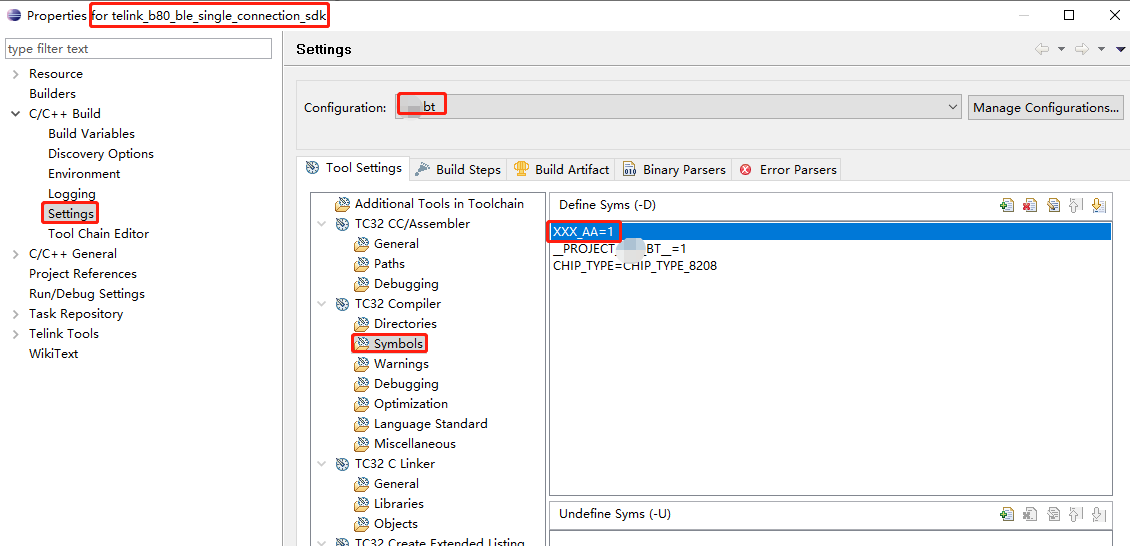 Properties for telink_b80_ble_single_connection_sdk
type filter text
Resource
Builders
C/C++ Build
Build Variables
Discovery Options
Environment
Logging
Settings
Tool Chain Editor
C/C++ General
Project References
Run/Debug Settings
Task Repository
Telink Tools
WikiText
Settings
Configuration: bt
Manage Configurations...
Tool Settings Build Steps Build Artifact Binary Parsers Error Parsers
Additional Tools in Toolchain
TC32 CC/Assembler
General
Paths
Debugging
TC32 Compiler
Directories
Symbols
Warnings
Debugging
Optimization
Language Standard
Miscellaneous
TC32 C Linker
General
Libraries
Objects
TC32 Create Extended Listing
Define Syms (-D)
XXX_AA=1
__PROJECT_ _BT__=1
CHIP_TYPE=CHIP_TYPE_8208
Undefine Syms (-U)